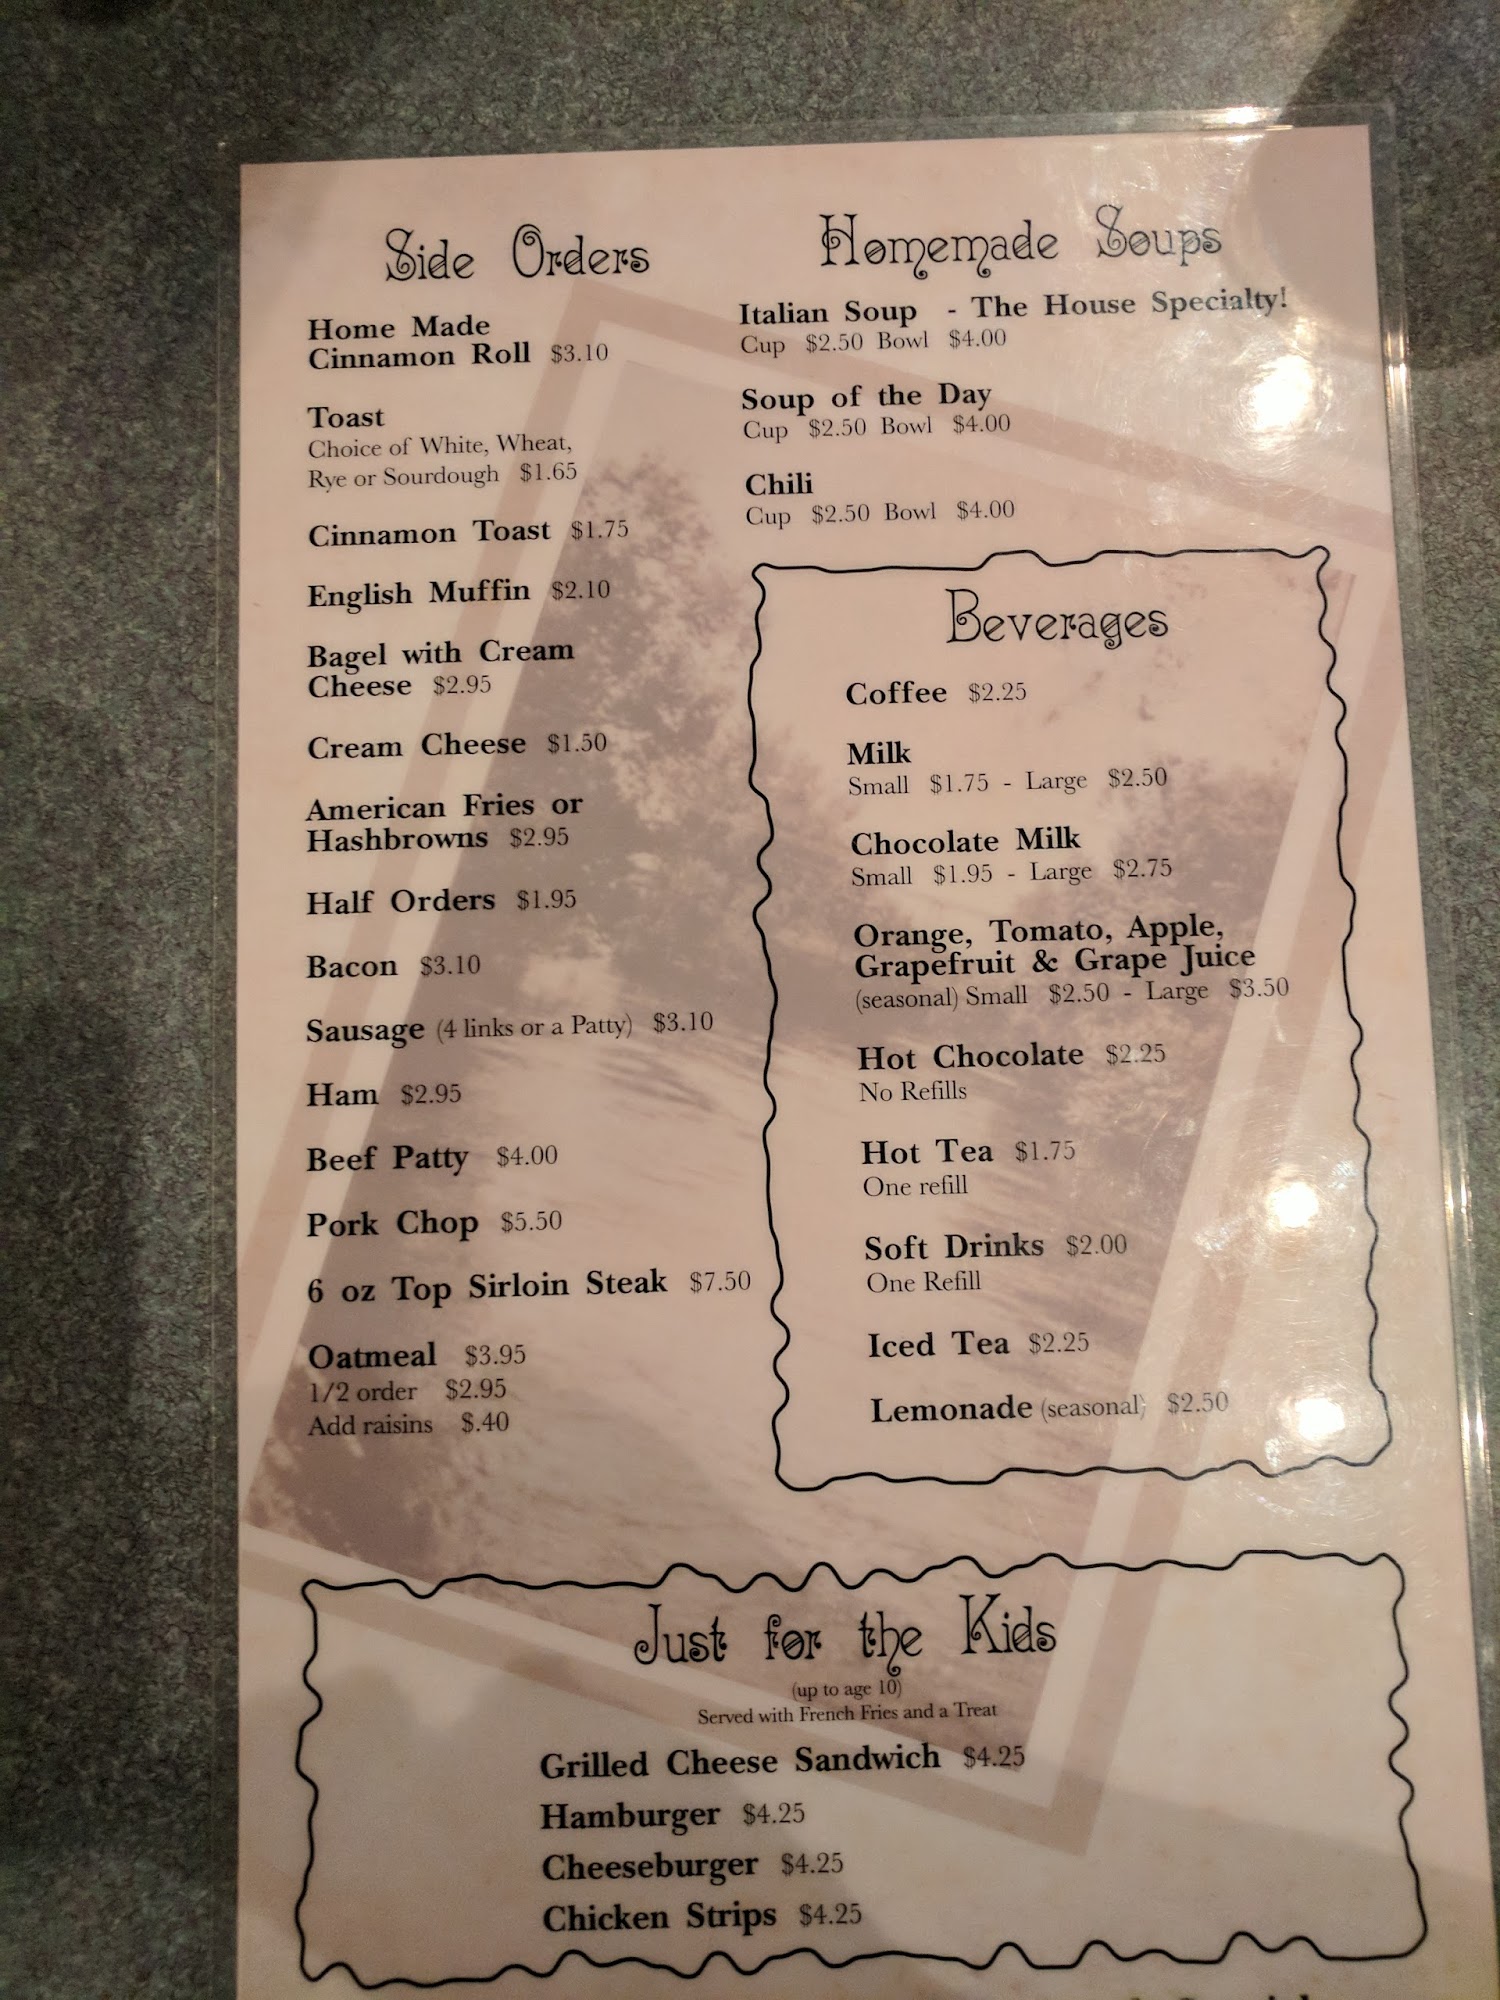 Side Orders
Home Made
Cinnamon Roll $3.10
Toast
Choice of White, Wheat,
Rye or Sourdough $1.65
Cinnamon Toast $1.75
English Muffin $2.10
Bagel with Cream
Cheese $2.95
Cream Cheese $1.50
American Fries or
Hashbrowns $2.95
Half Orders $1.95
Bacon $3.10
Sausage (4 links or a Patty) $3.10
Ham $2.95
Beef Patty $4.00
Pork Chop $5.50
6 oz Top Sirloin Steak $7.50
Oatmeal $3.95
1/2 order $2.95
Add raisins $.40
Homemade Soups
Italian Soup - The House Specialty!
Cup $2.50 Bowl $4.00
Soup of the Day
Cup $2.50 Bowl $4.00
Chili
Cup $2.50 Bowl $4.00
Beverages
Coffee $2.25
Milk
Small $1.75 - Large $2.50
Chocolate Milk
Small $1.95 - Large $2.75
Orange, Tomato, Apple,
Grapefruit & Grape Juice
(seasonal) Small $2.50 - Large $3.50
Hot Chocolate $2.25
No Refills
Hot Tea $1.75
One refill
Soft Drinks $2.00
One Refill
Iced Tea $2.25
Lemonade (seasonal) $2.50
Just for the Kids
(up to age 10)
Served with French Fries and a Treat
Grilled Cheese Sandwich $4.25
Hamburger $4.25
Cheeseburger $4.25
Chicken Strips $4.25